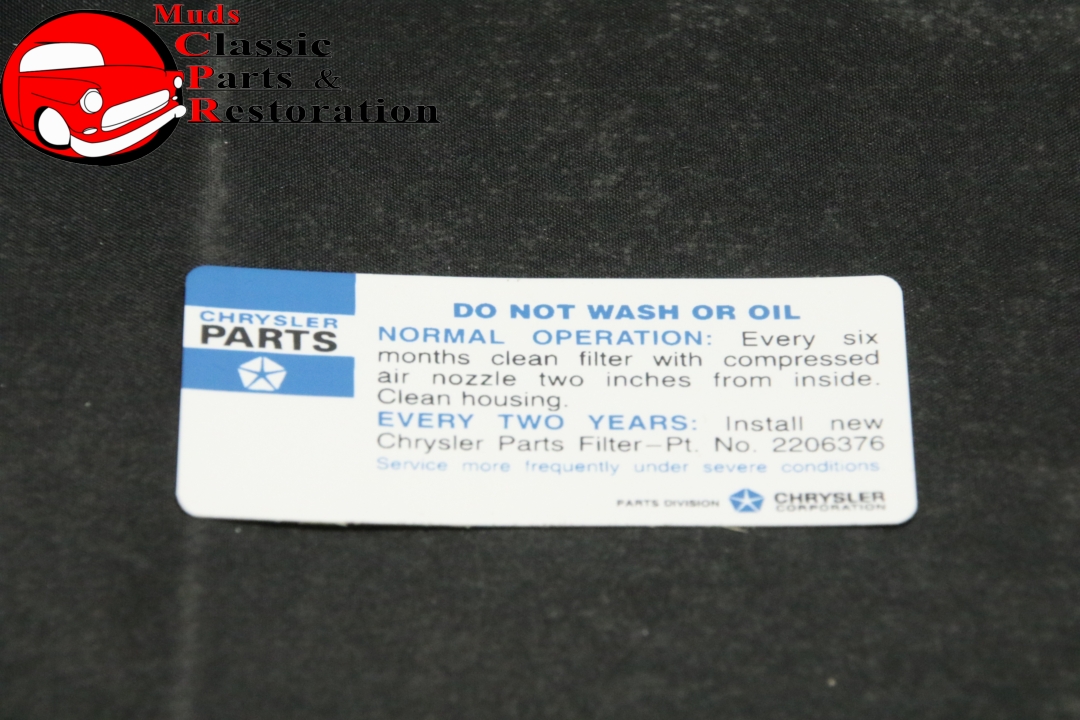 Muds
Classic
Parts &
Restoration
CHRYSLER
PARTS
DO NOT WASH OR OIL
NORMAL OPERATION: Every six
months clean filter with compressed
air nozzle two inches from inside.
Clean housing.
EVERY TWO YEARS: Install new
Chrysler Parts Filter–Pt. No. 2206376
Service more frequently under severe conditions
PARTS DIVISION CHRYSLER
CORPORATION